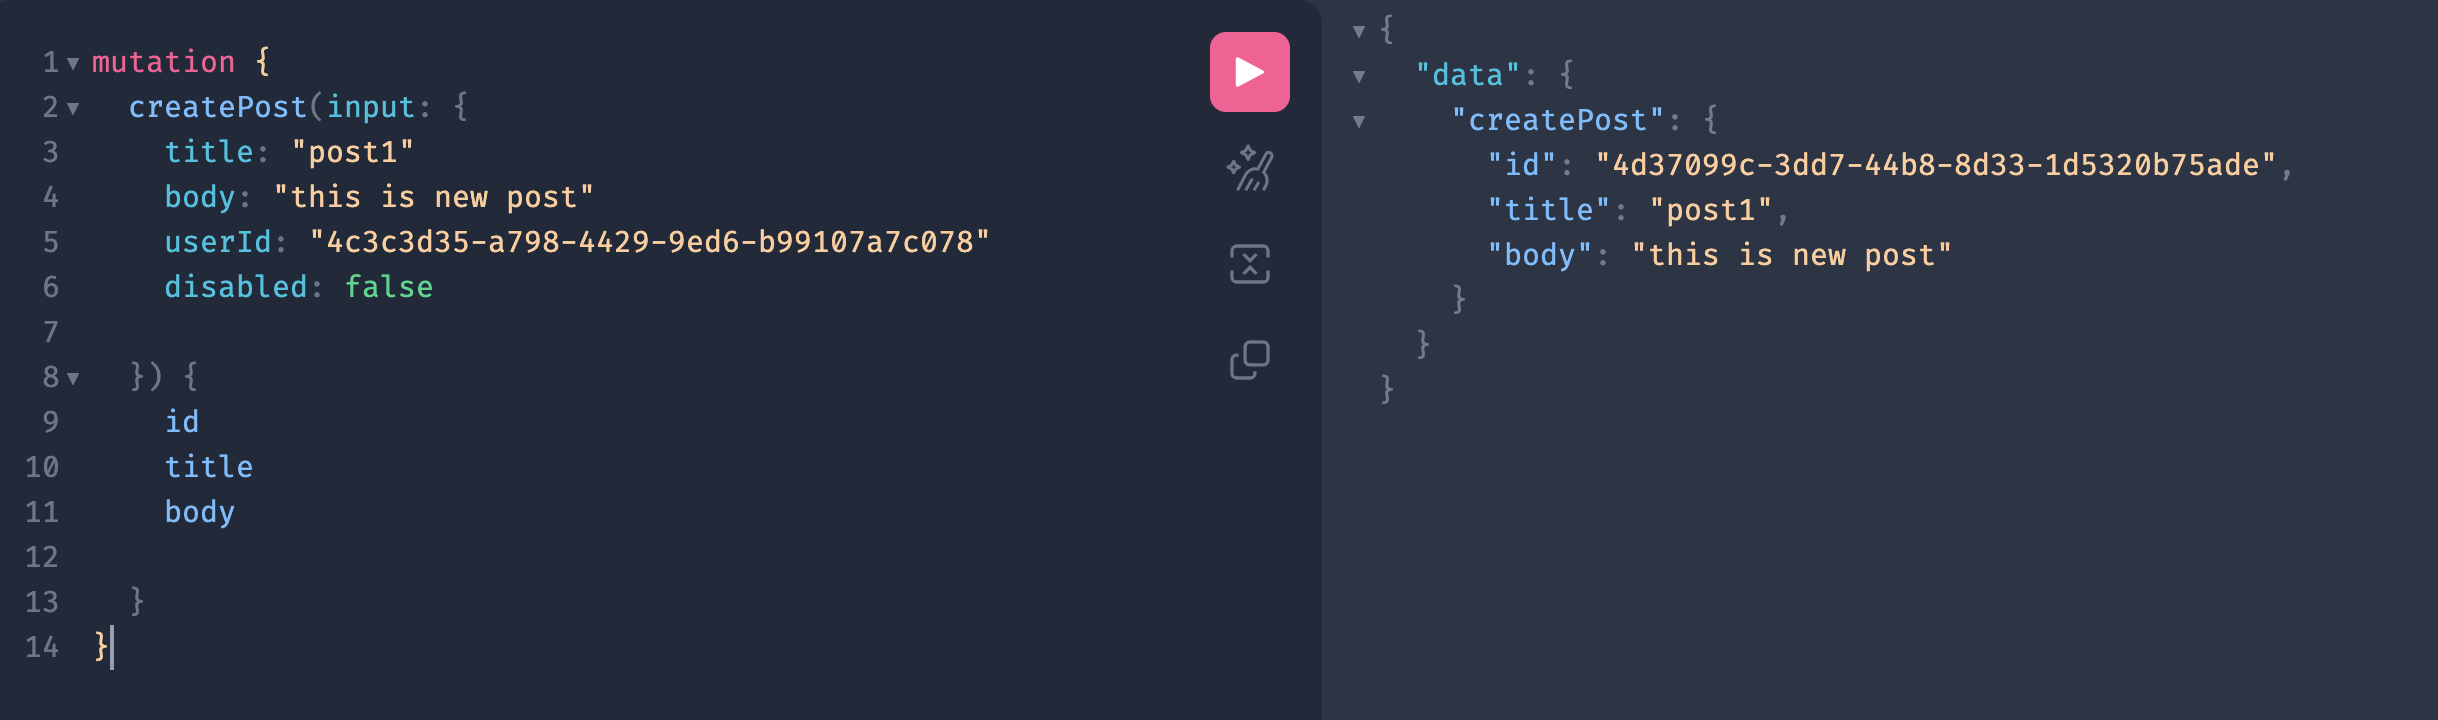 1 mutation {
2 createPost(input: {
3 title: "post1"
4 body: "this is new post"
5 userId: "4c3c3d35-a798-4429-9ed6-b99107a7c078"
6 disabled: false
7
8 }) {
9 id
10 title
11 body
12
13 }
14 }
{
"data": {
"createPost": {
"id": "4d37099c-3dd7-44b8-8d33-1d5320b75ade",
"title": "post1",
"body": "this is new post"
}
}
}